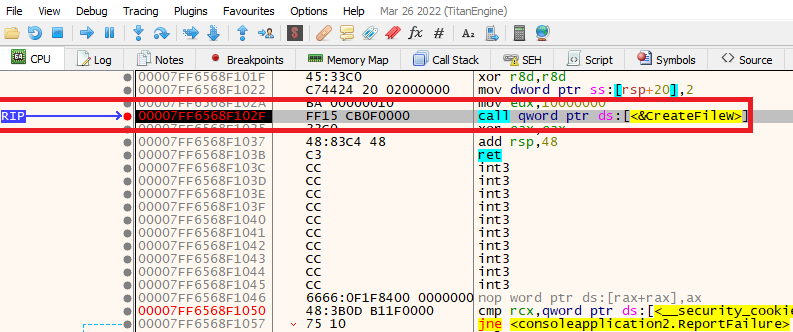 File View Debug Tracing Plugins Favourites Options Help Mar 26 2022 (TitanEngine)
CPU Log Notes Breakpoints Memory Map Call Stack SEH Script Symbols Source
00007FF6568F101F 45:33C0 xor r8d,r8d
00007FF6568F1022 C74424 20 02000000 mov dword ptr ss:[rsp+20],2
00007FF6568F102A BA 00000010 mov edx,10000000
RIP 00007FF6568F102F FF15 CB0F0000 call qword ptr ds:[<&CreateFileW>]
33C0 xor eax,eax
00007FF6568F1037 48:83C4 48 add rsp,48
00007FF6568F103B C3 ret
00007FF6568F103C CC int3
00007FF6568F103D CC int3
00007FF6568F103E CC int3
00007FF6568F103F CC int3
00007FF6568F1040 CC int3
00007FF6568F1041 CC int3
00007FF6568F1042 CC int3
00007FF6568F1043 CC int3
00007FF6568F1044 CC int3
00007FF6568F1045 CC int3
00007FF6568F1046 6666:0F1F8400 0000000 nop word ptr ds:[rax+rax],ax
00007FF6568F1050 48:3B0D B11F0000 cmp rcx,qword ptr ds:[<__security_cookie
00007FF6568F1057 75 10 jne <consoleapplication2.ReportFailure>